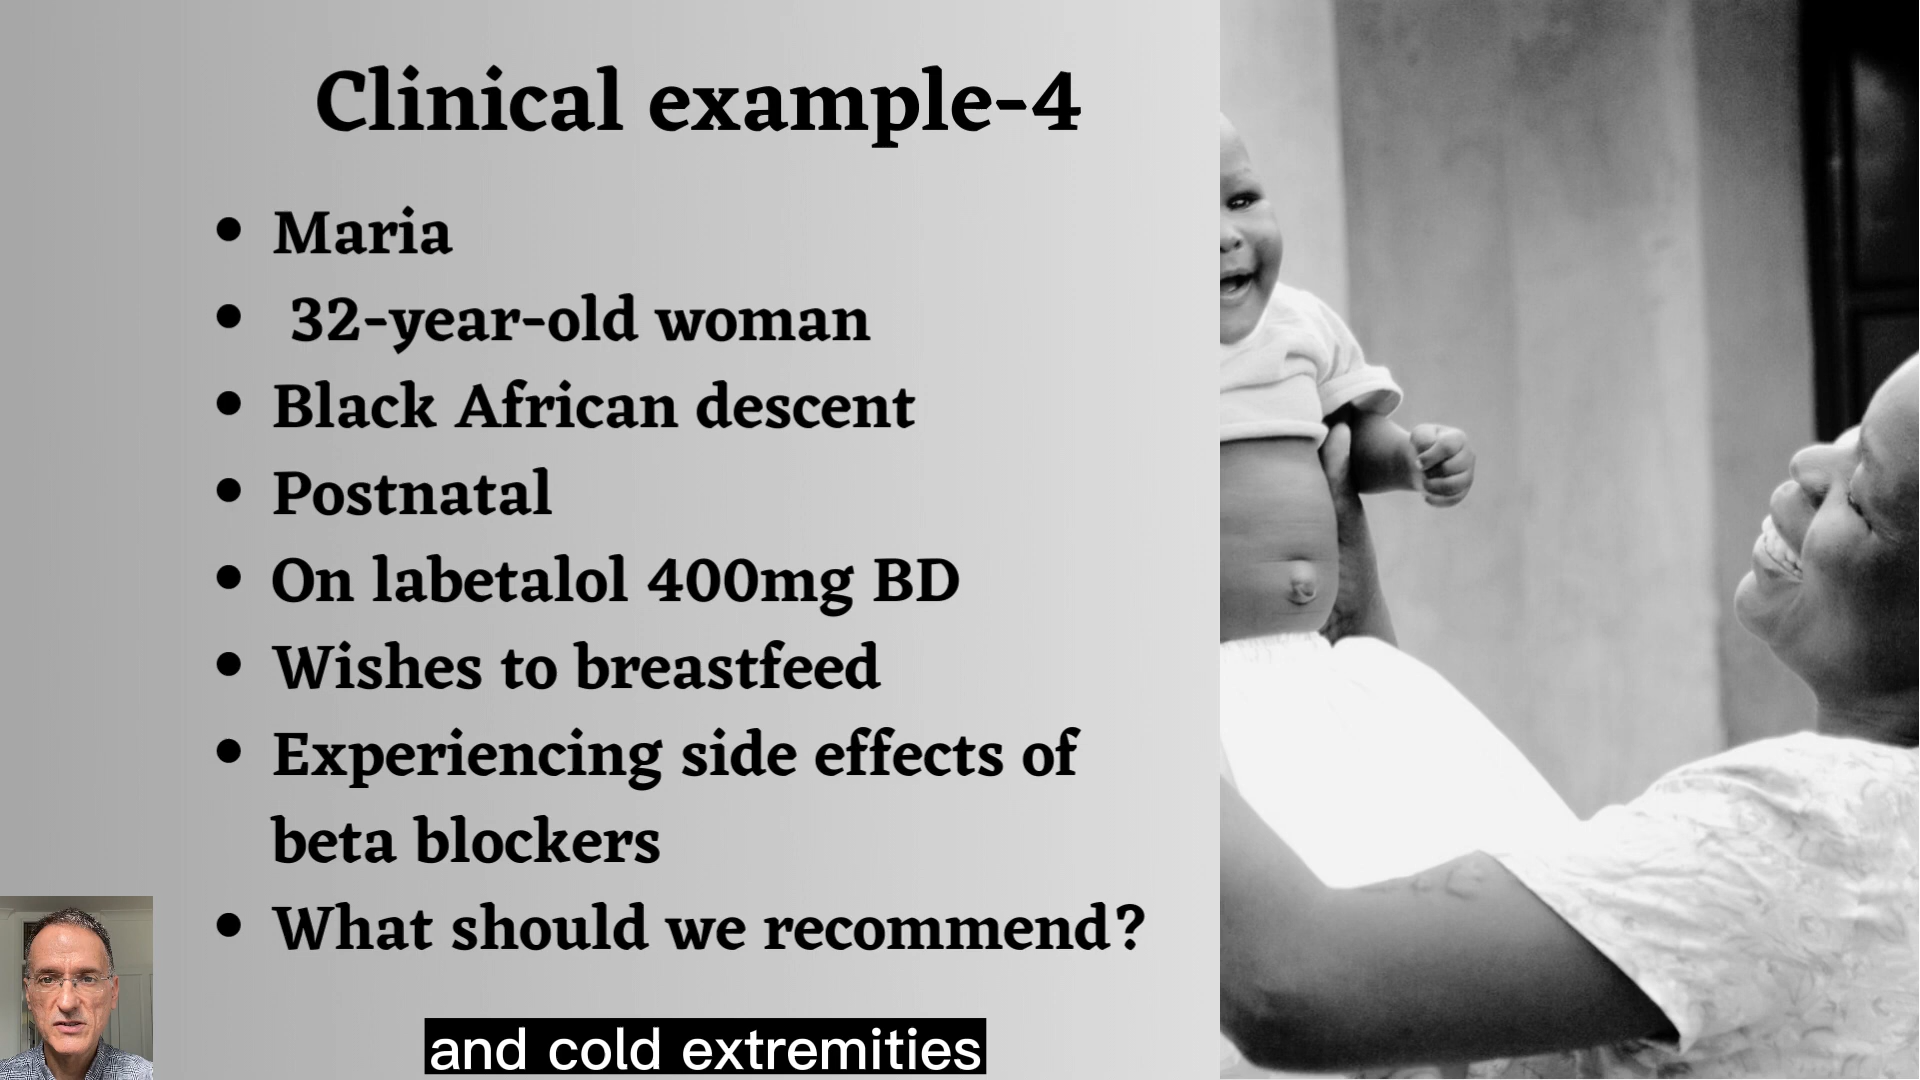 Clinical example-4
• Maria
• 32-year-old woman
• Black African descent
• Postnatal
• On labetalol 400mg BD
• Wishes to breastfeed
• Experiencing side effects of
beta blockers
• What should we recommend?
and cold extremities